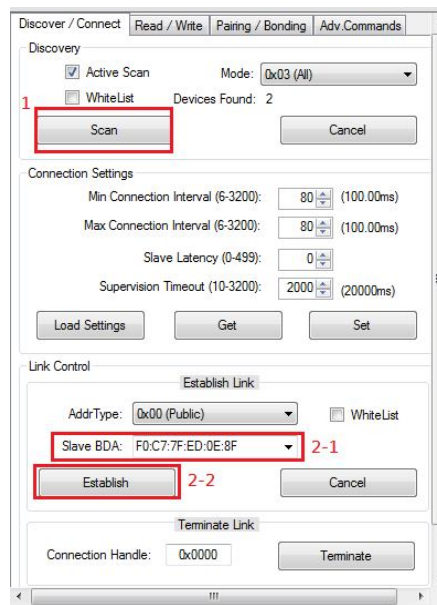 Discover / Connect Read / Write Pairing / Bonding Adv.Commands
Discovery
Active Scan Mode: 0x03 (All)
1 WhiteList Devices Found: 2
Scan Cancel
Connection Settings
Min Connection Interval (6-3200): 80 (100.00ms)
Max Connection Interval (6-3200): 80 (100.00ms)
Slave Latency (0-499): 0
Supervision Timeout (10-3200): 2000 (20000ms)
Load Settings Get Set
Link Control
Establish Link
AddrType: 0x00 (Public) WhiteList
Slave BDA: F0:C7:7F:ED:0E:8F 2-1
Establish 2-2 Cancel
Terminate Link
Connection Handle: 0x0000 Terminate